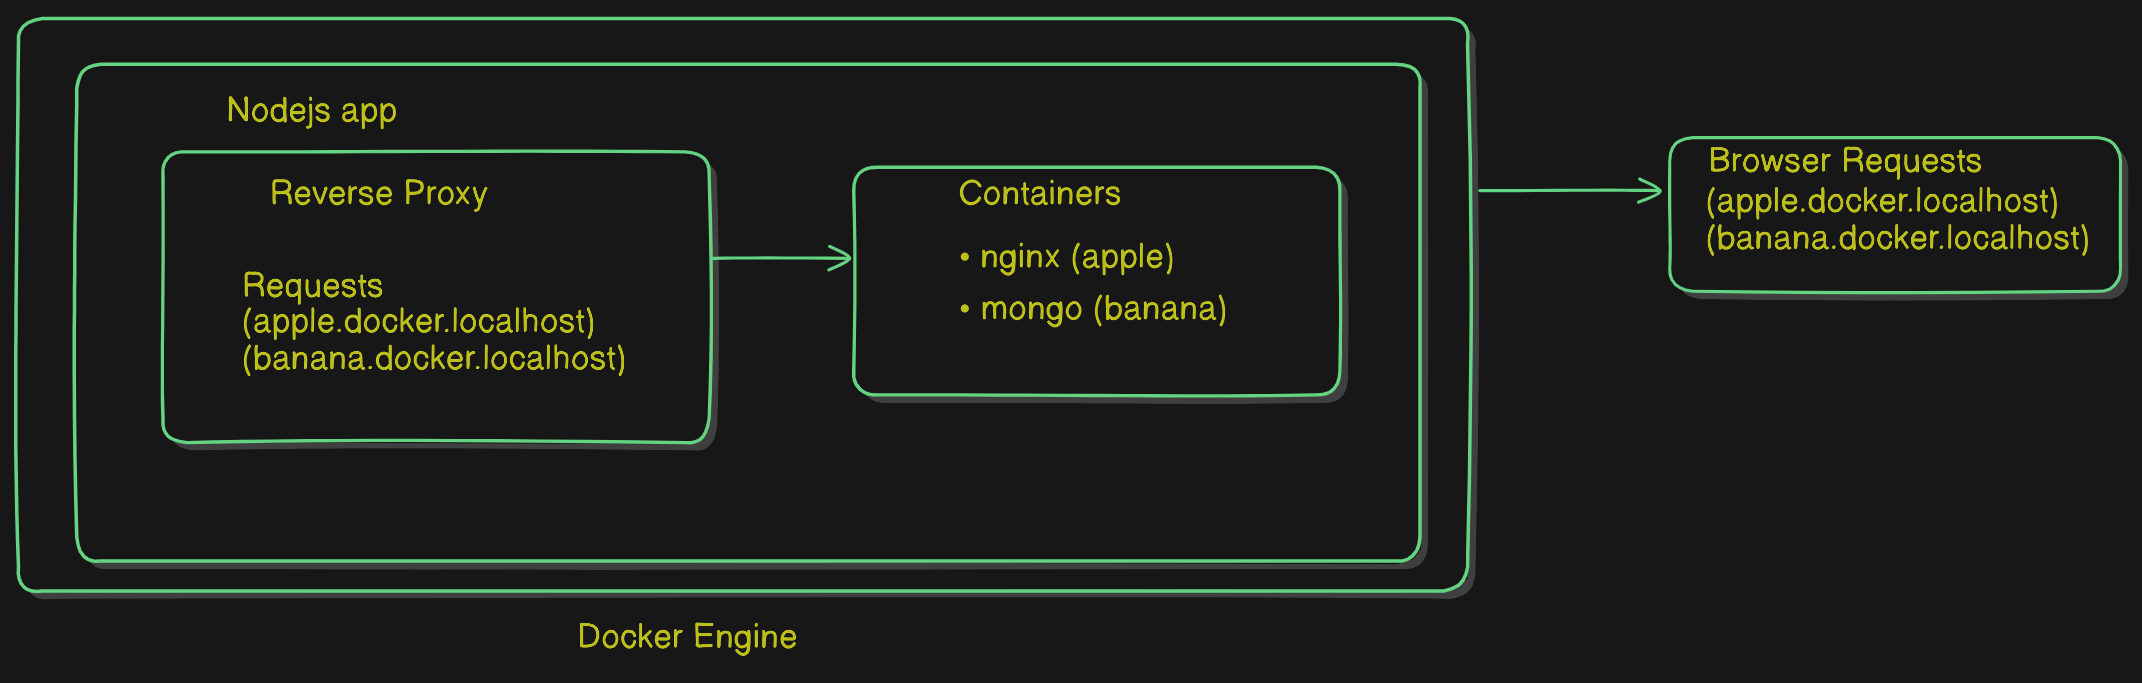 Nodejs app
Reverse Proxy
Requests
(apple.docker.localhost)
(banana.docker.localhost)
Containers
• nginx (apple)
• mongo (banana)
Browser Requests
(apple.docker.localhost)
(banana.docker.localhost)
Docker Engine